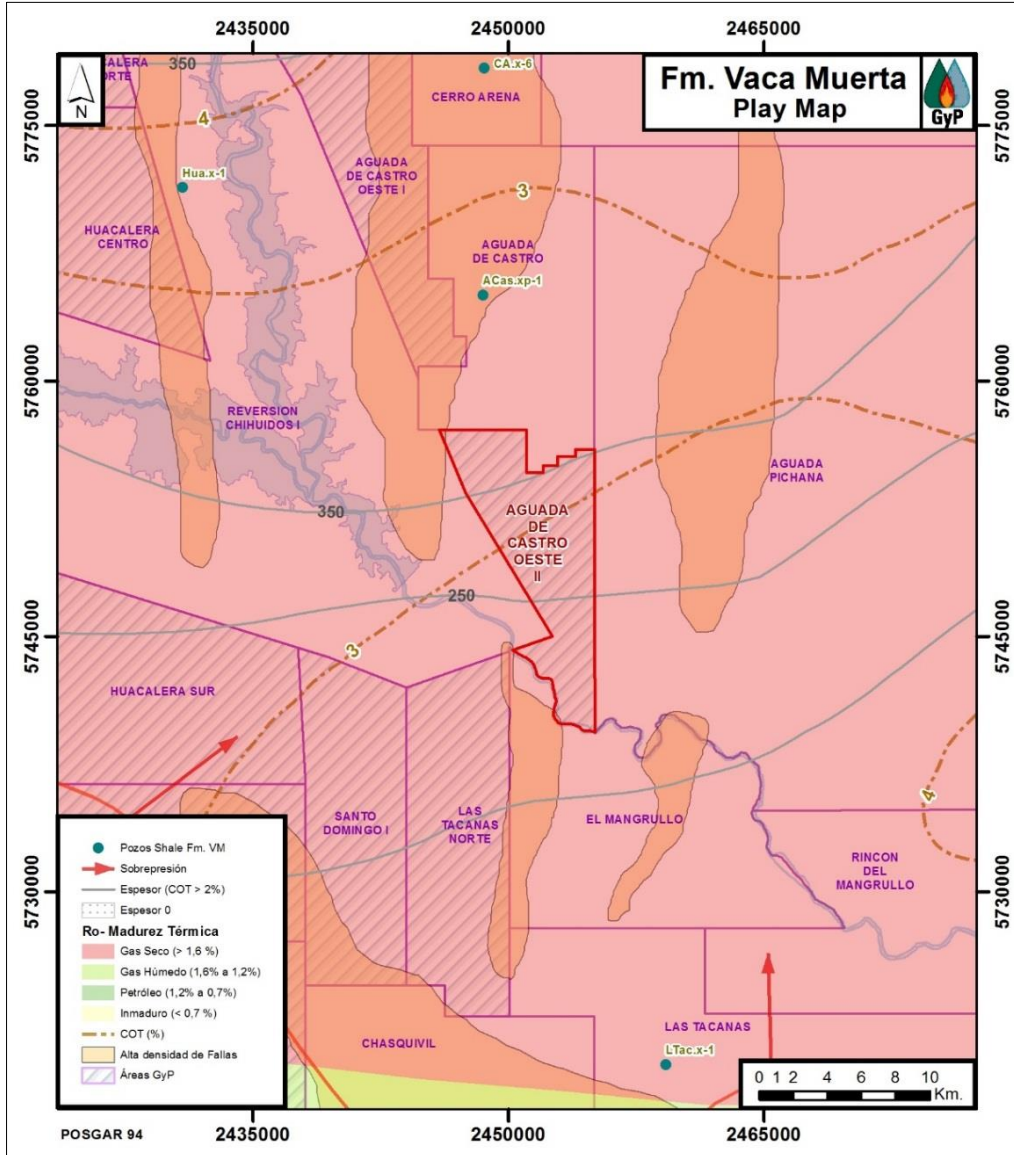 2435000
2450000
2465000
Fm. Vaca Muerta
Play Map
GyP
N
350
CA.x-6
CERRO ARENA
5775000
5775000
4
Hua.x-1
AGUADA
DE CASTRO
OESTE I
3
HUACALERA
CENTRO
AGUADA
DE CASTRO
ACas.xp-1
5760000
5760000
REVERSION
CHIHUIDOS I
AGUADA
PICHANA
350
AGUADA
DE
CASTRO
OESTE
II
250
5745000
5745000
3
HUACALERA SUR
SANTO
DOMINGO I
LAS
TACANAS
NORTE
EL MANGRULLO
4
RINCON
DEL
MANGRULLO
5730000
5730000
Pozos Shale Fm. VM
Sobrepresión
Espesor (COT > 2%)
Espesor 0
Ro- Madurez Térmica
Gas Seco (> 1,6 %)
Gas Húmedo (1,6% a 1,2%)
Petróleo (1,2% a 0,7%)
Inmaduro (< 0,7 %)
COT (%)
Alta densidad de Fallas
Áreas GyP
CHASQUIVIL
LAS TACANAS
LTac.x-1
0 1 2 4 6 8 10
Km.
POSGAR 94
2435000
2450000
2465000